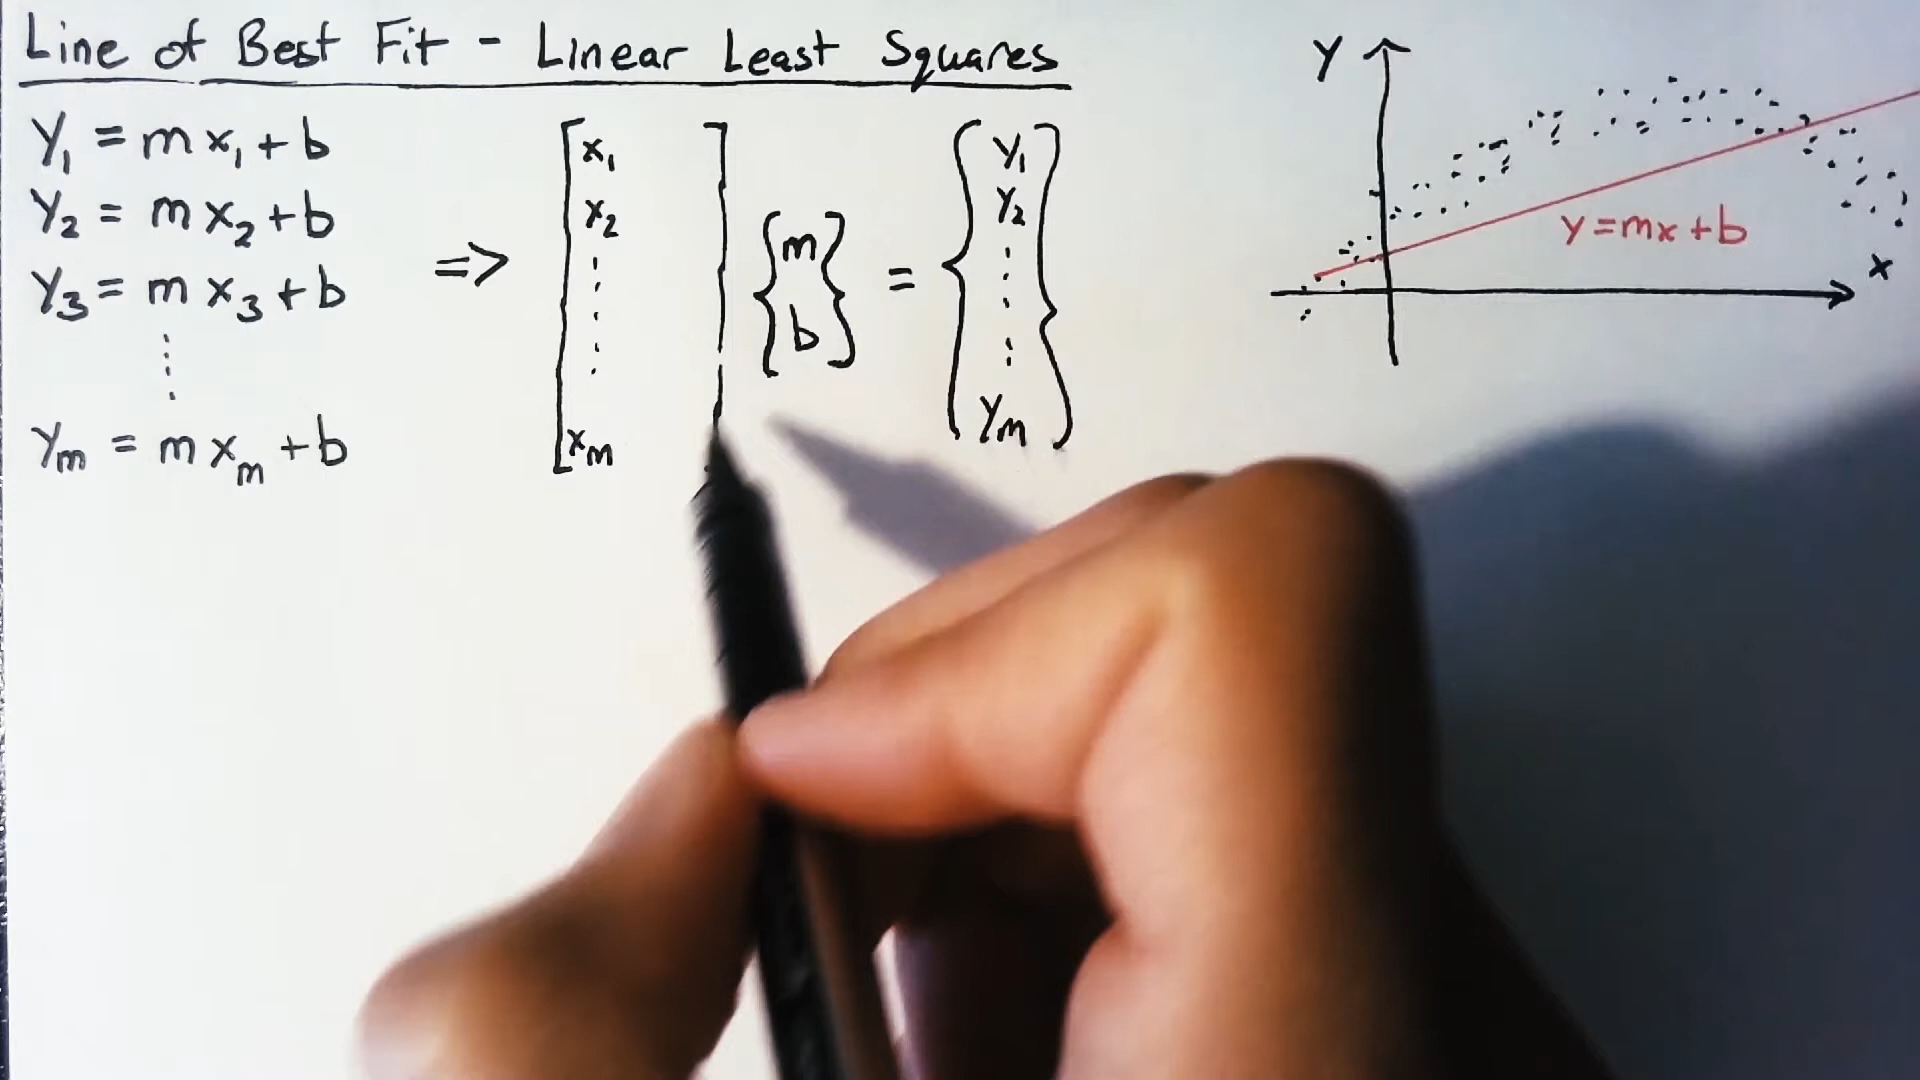 Line of Best Fit - Linear Least Squares
Y₁ = m x₁ + b
Y₂ = m x₂ + b
Y₃ = m x₃ + b
⋮
Yₘ = m xₘ + b
=>
[ x₁
x₂
⋮
xₘ ]
{ m
b }
=
{ Y₁
Y₂
⋮
Yₘ }
Y
y = mx + b
x